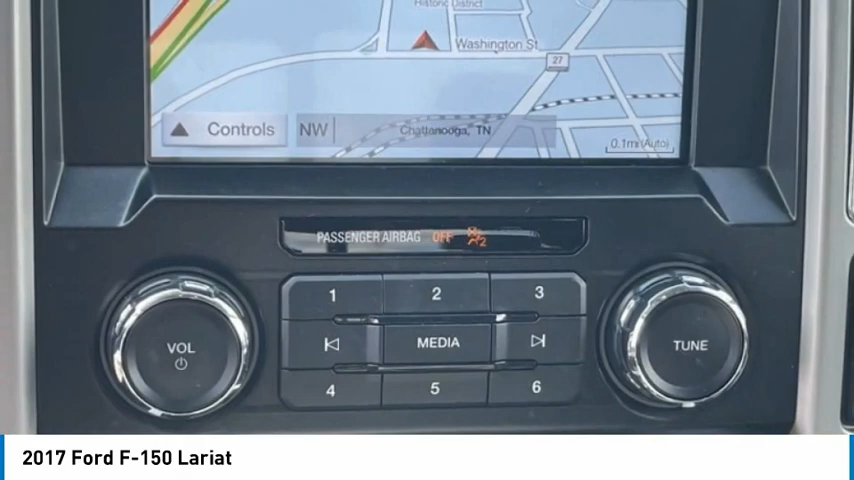 Historic District
Washington St
27
Controls NW Chattanooga, TN
0.1mi(Auto)
PASSENGER AIRBAG OFF 2
1 2 3
VOL MEDIA TUNE
4 5 6
2017 Ford F-150 Lariat